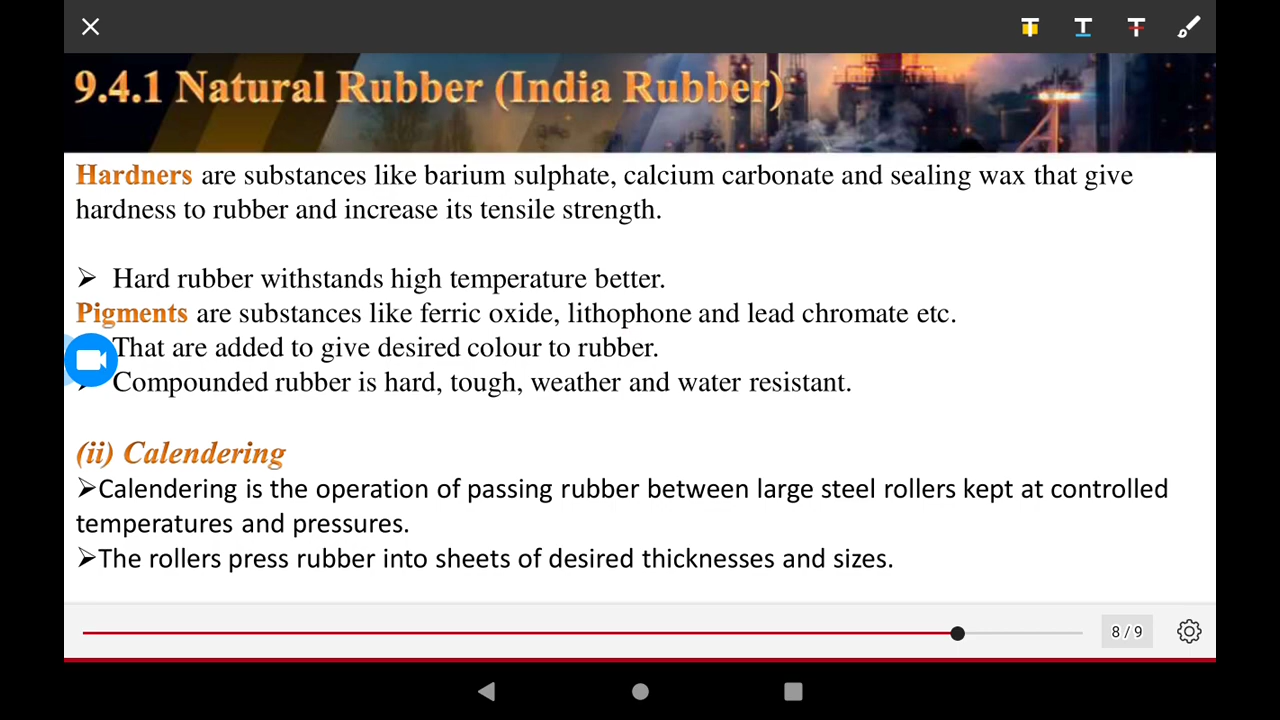 9.4.1 Natural Rubber (India Rubber)
Hardners are substances like barium sulphate, calcium carbonate and sealing wax that give
hardness to rubber and increase its tensile strength.
➢ Hard rubber withstands high temperature better.
Pigments are substances like ferric oxide, lithophone and lead chromate etc.
That are added to give desired colour to rubber.
➢ Compounded rubber is hard, tough, weather and water resistant.
(ii) Calendering
➢Calendering is the operation of passing rubber between large steel rollers kept at controlled
temperatures and pressures.
➢The rollers press rubber into sheets of desired thicknesses and sizes.
8 / 9